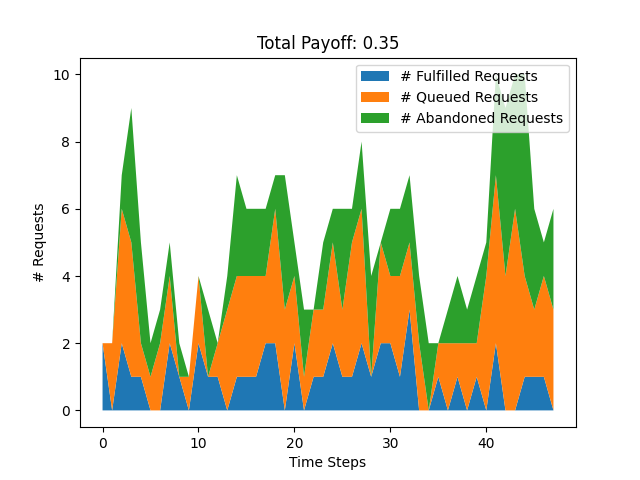 Total Payoff: 0.35
# Fulfilled Requests
# Queued Requests
# Abandoned Requests
# Requests
10
8
6
4
2
0
0 10 20 30 40
Time Steps